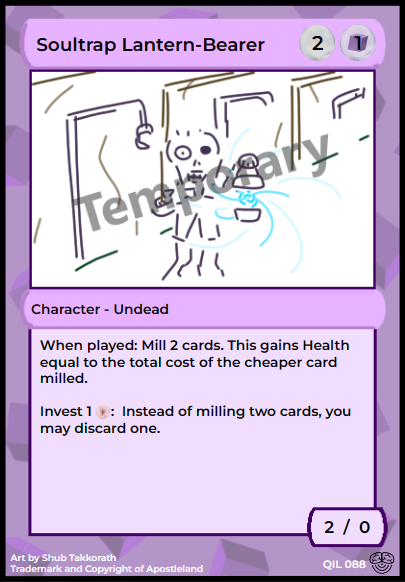 Soultrap Lantern-Bearer 2 1
Temporary
Character - Undead
When played: Mill 2 cards. This gains Health
equal to the total cost of the cheaper card
milled.
Invest 1 : Instead of milling two cards, you
may discard one.
2 / 0
Art by Shub Takkorath
Trademark and Copyright of Apostleland
QIL 088